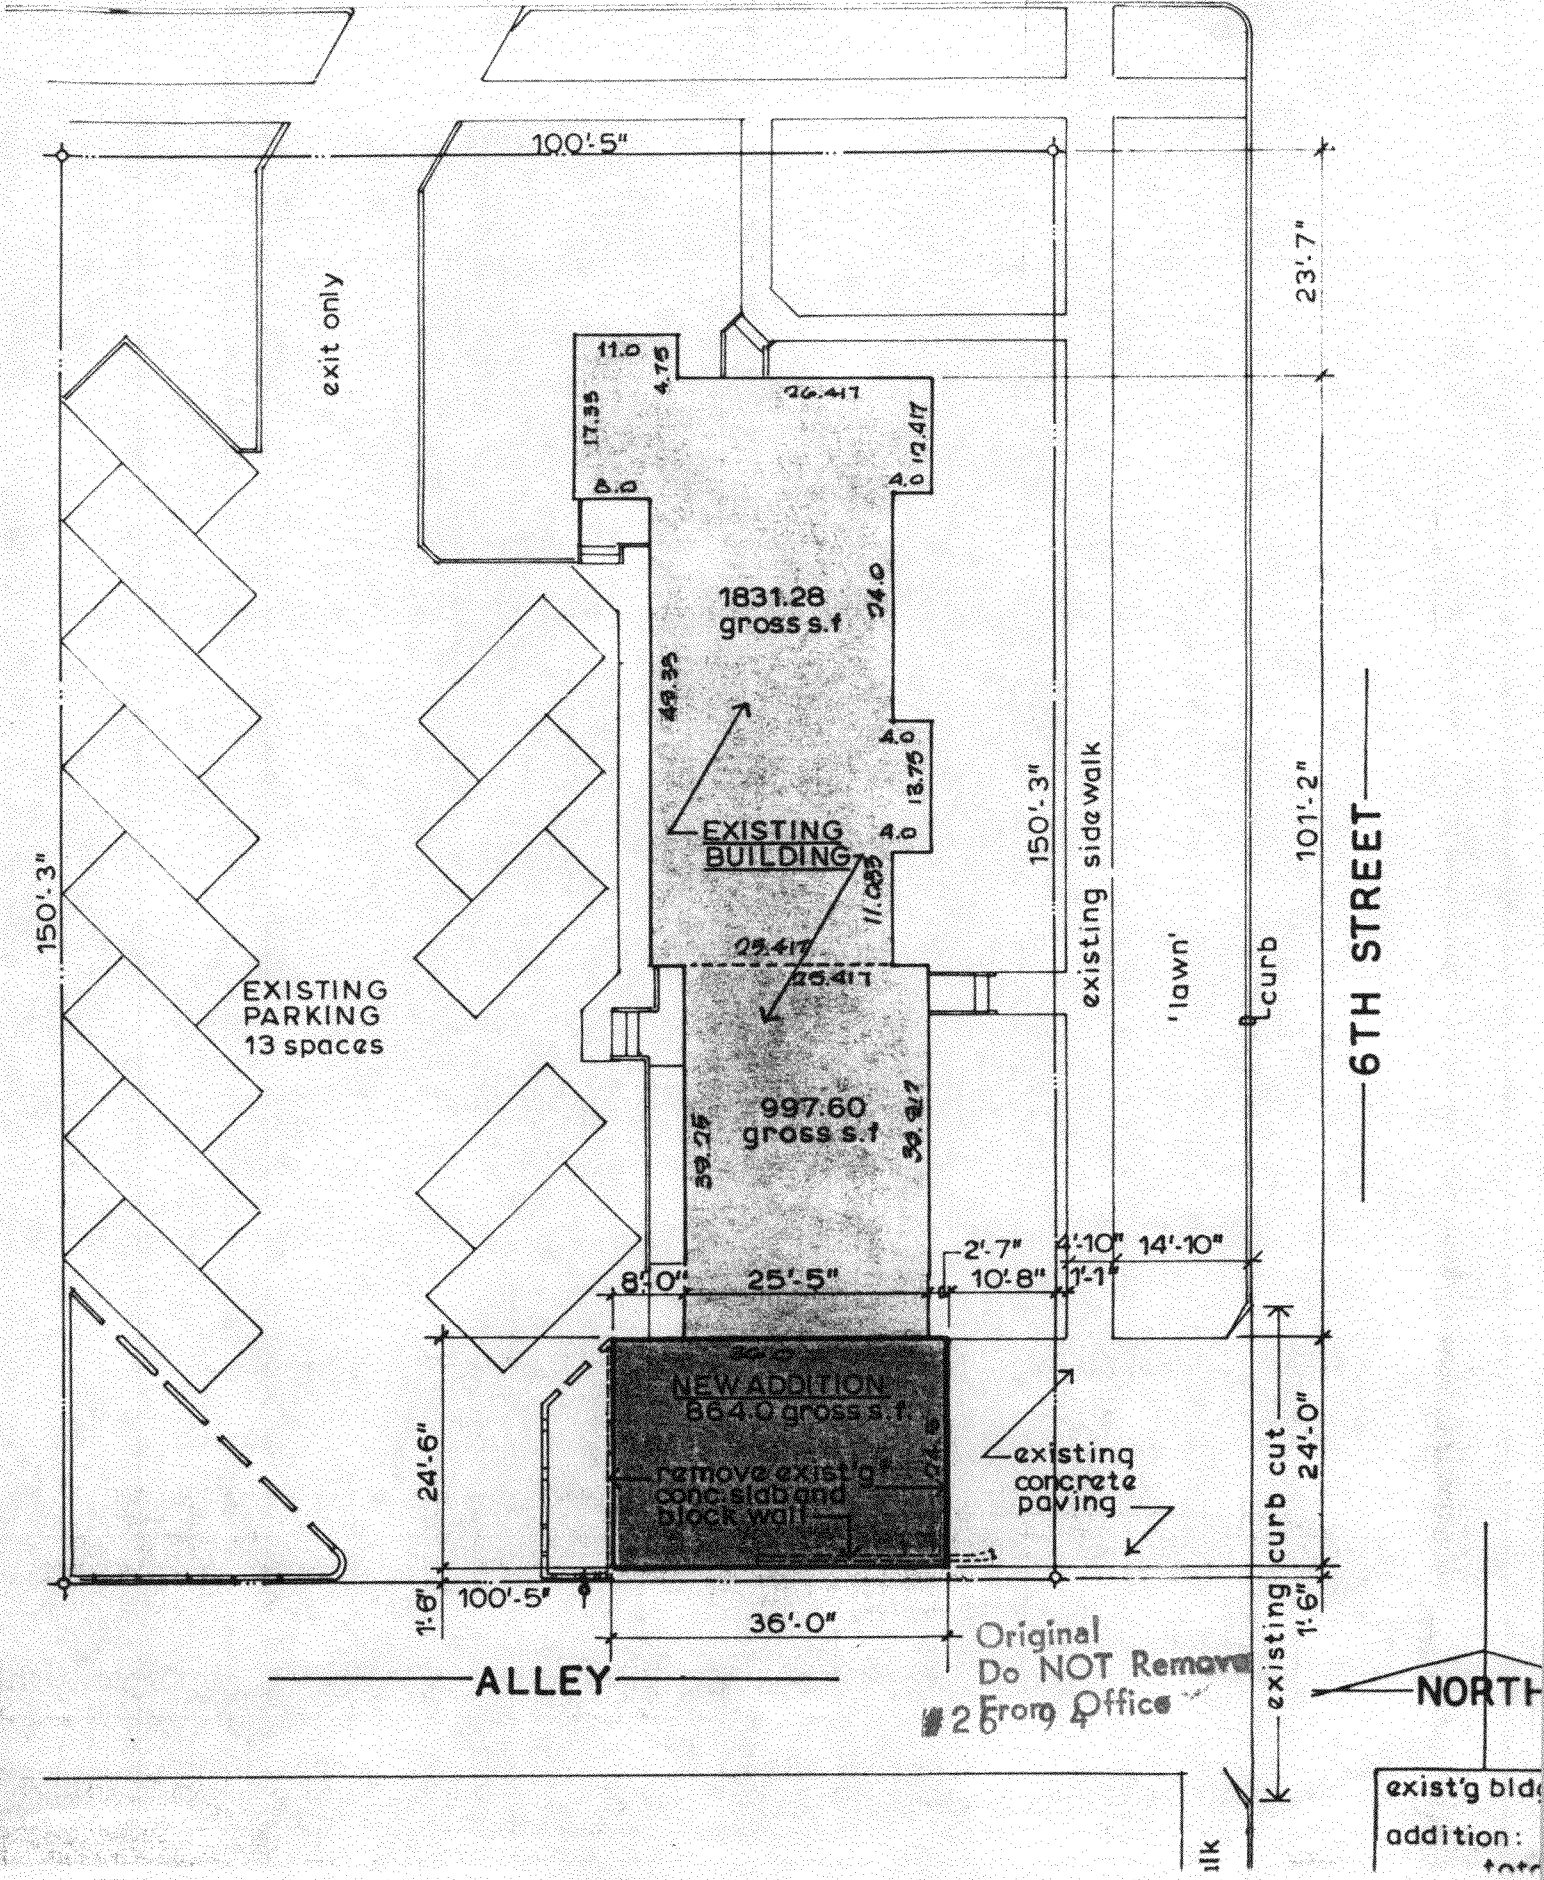 100'-5"
23'-7"
exit only
11.0
4.75
26.417
17.35
12.417
8.0
4.0
1831.28
gross s.f
24.0
49.35
4.0
13.75
EXISTING
BUILDING
4.0
11.083
150'-3"
existing sidewalk
101'-2"
6TH STREET
150'-3"
25.417
25.417
'lawn'
curb
EXISTING
PARKING
13 spaces
997.60
gross s.f
39.25
2'-7"
4'-10"
14'-10"
8'-0"
25'-5"
10'-8"
1'-1"
36.0
NEW ADDITION
864.0 gross s.f.
24'-6"
remove exist'g
conc. slab and
block wall
existing
concrete
paving
24'-0"
existing curb cut
1'-6"
100'-5"
1'-6"
36'-0"
ALLEY
Original
Do NOT Remove
From Office
#26 94
NORTH
exist'g bldg
addition: